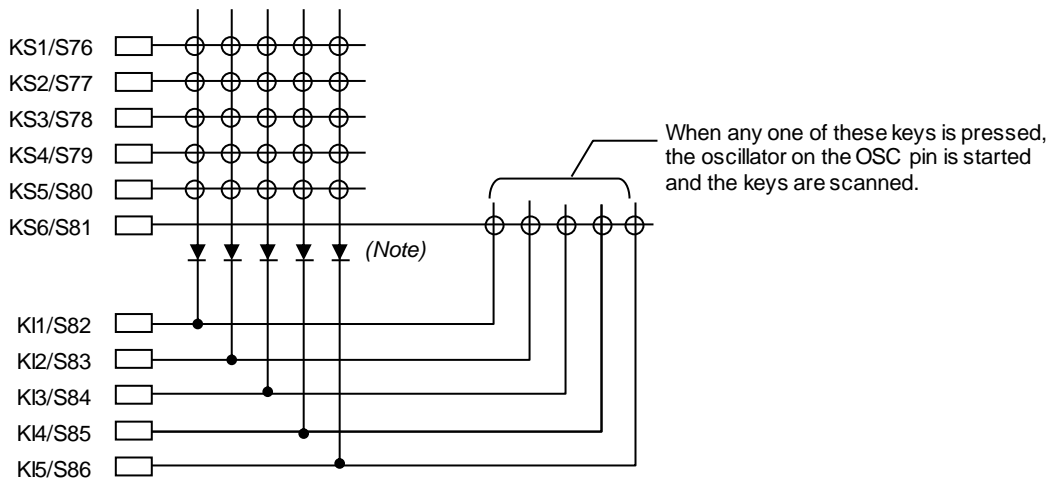 KS1/S76
KS2/S77
KS3/S78
KS4/S79
KS5/S80
KS6/S81
When any one of these keys is pressed,
the oscillator on the OSC pin is started
and the keys are scanned.
(Note)
KI1/S82
KI2/S83
KI3/S84
KI4/S85
KI5/S86